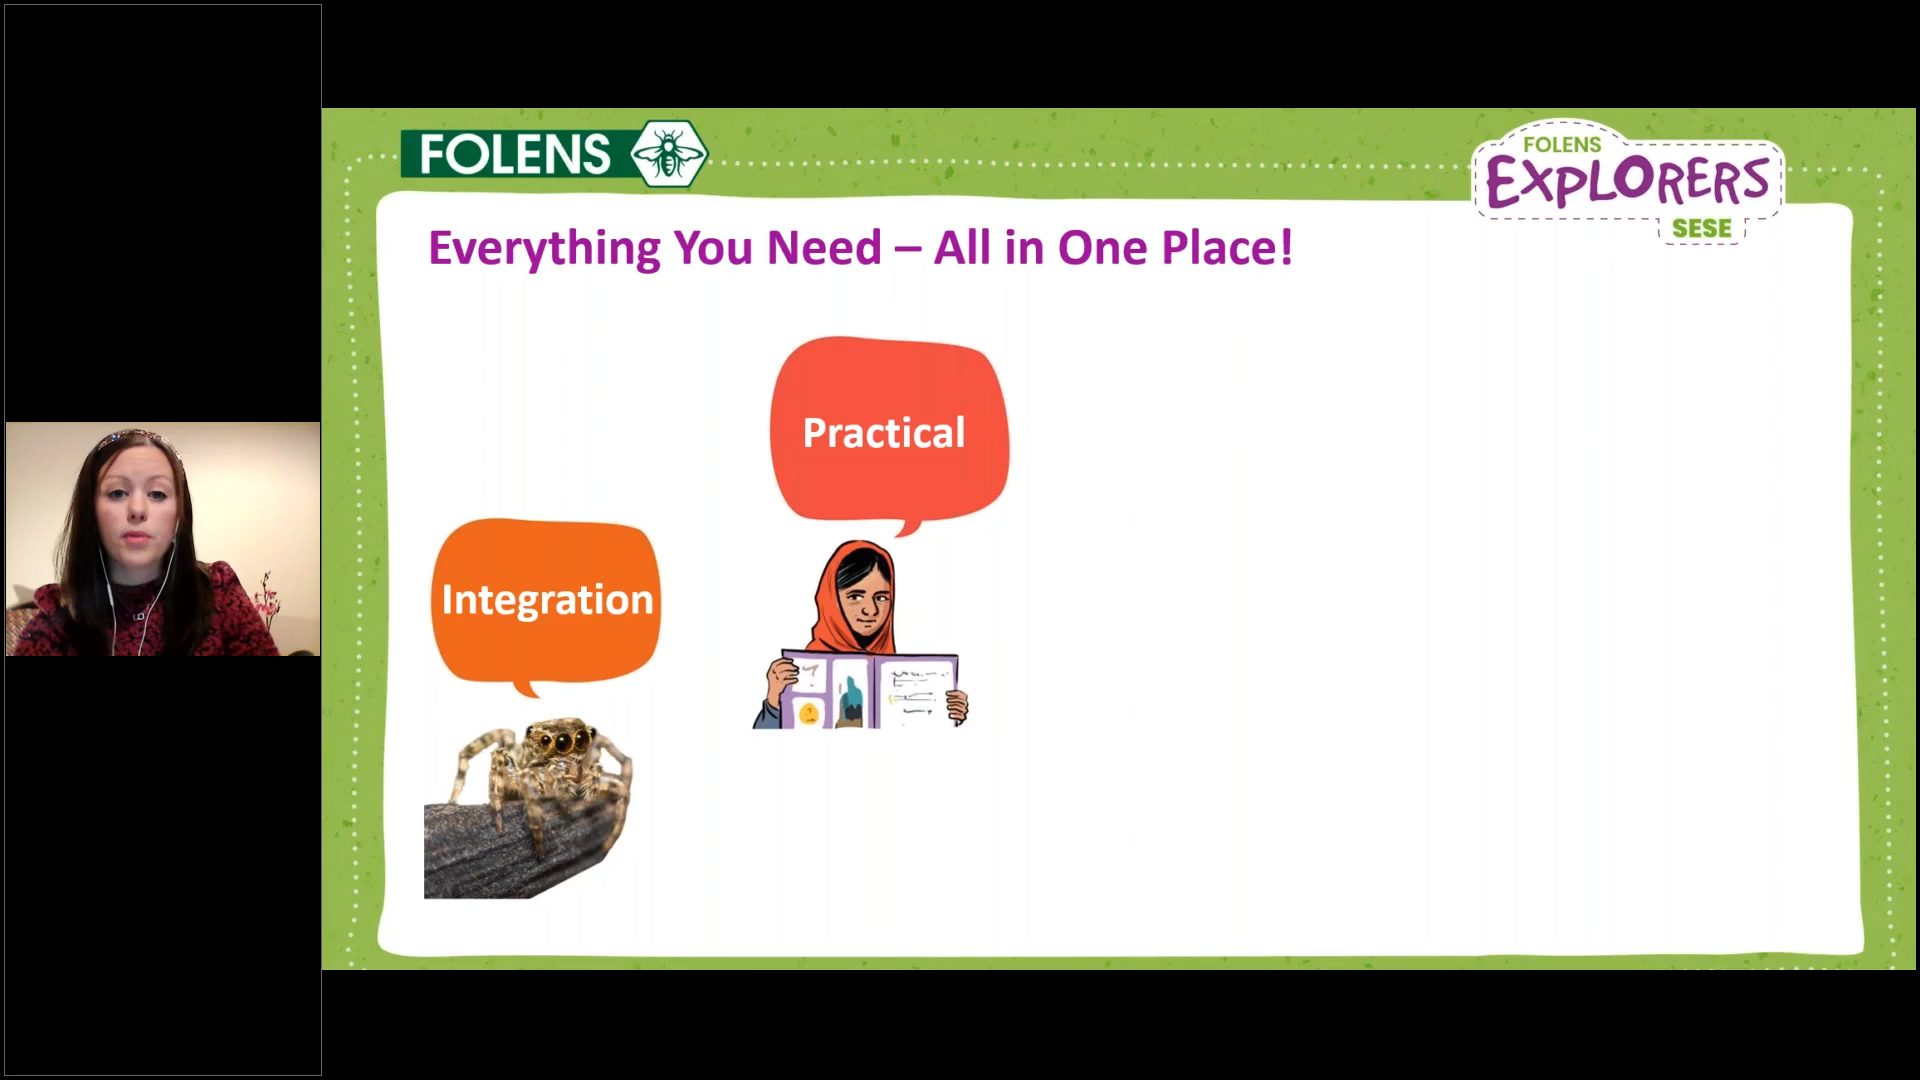 FOLENS
FOLENS
EXPLORERS
SESE
Everything You Need – All in One Place!
Practical
Integration